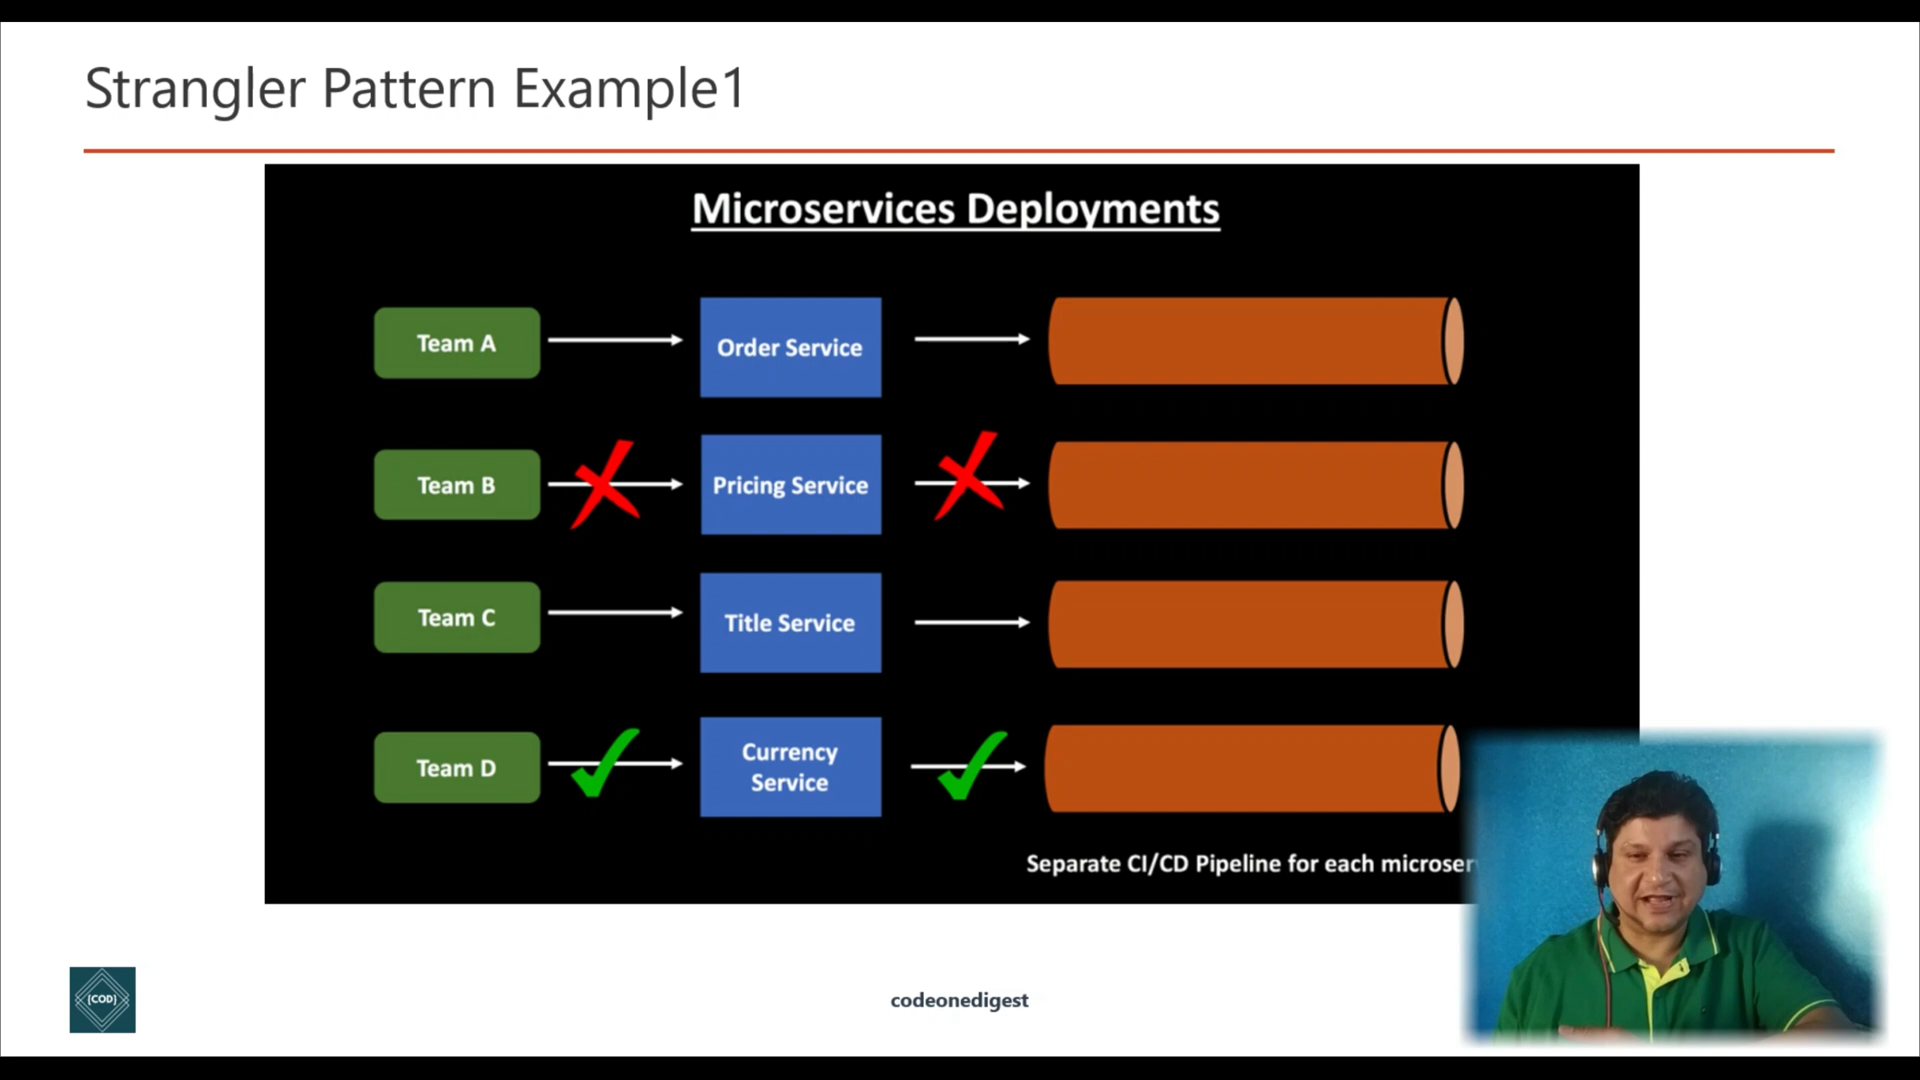 Strangler Pattern Example1
Microservices Deployments
Team A
Order Service
Team B
Pricing Service
Team C
Title Service
Team D
Currency
Service
Separate CI/CD Pipeline for each
{COD}
codeonedigest